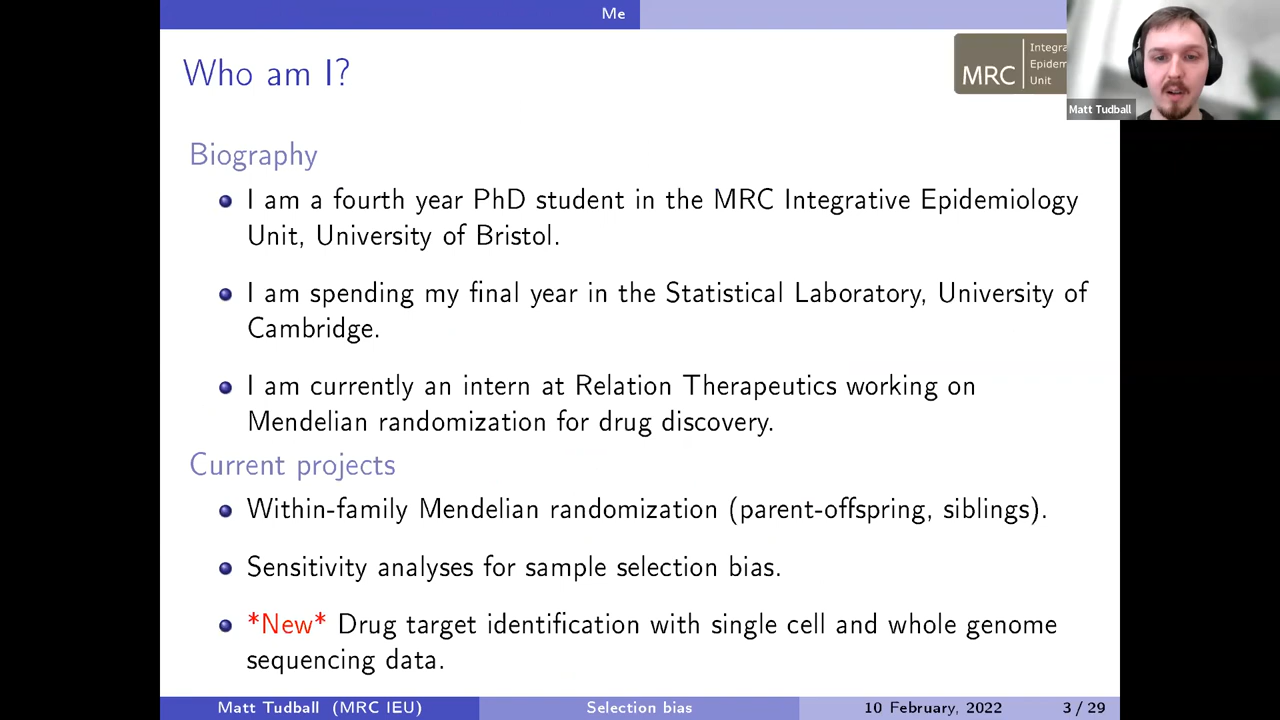 Me
Who am I?
MRC
Integra
Epidem
Unit
Matt Tudball
Biography
I am a fourth year PhD student in the MRC Integrative Epidemiology
Unit, University of Bristol.
I am spending my final year in the Statistical Laboratory, University of
Cambridge.
I am currently an intern at Relation Therapeutics working on
Mendelian randomization for drug discovery.
Current projects
Within-family Mendelian randomization (parent-offspring, siblings).
Sensitivity analyses for sample selection bias.
*New* Drug target identification with single cell and whole genome
sequencing data.
Matt Tudball (MRC IEU) Selection bias 10 February, 2022 3 / 29